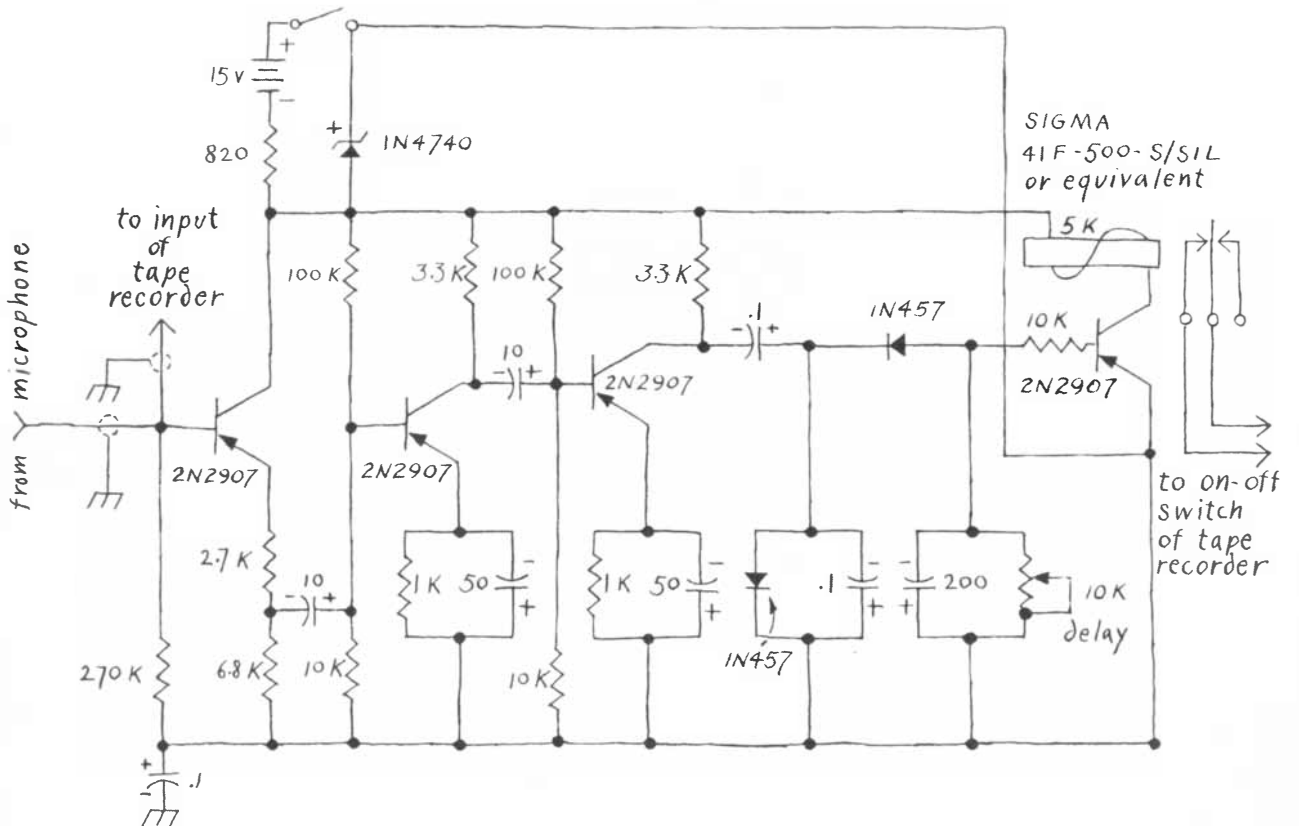 +
15 v
-
820
+
1N4740
SIGMA
41F-500-S/SIL
or equivalent
to input
of
tape
recorder
5 K
100 K
3.3 K
100 K
3.3 K
from microphone
.1
- +
1N457
10 K
10
- +
2N2907
2N2907
2N2907
2N2907
to on-off
switch
of tape
recorder
2.7 K
10
- +
1K
50
-
+
1K
50
-
+
.1
-
+
-
+
200
10 K
delay
1N457
270 K
6.8 K
10 K
10 K
+
-
.1